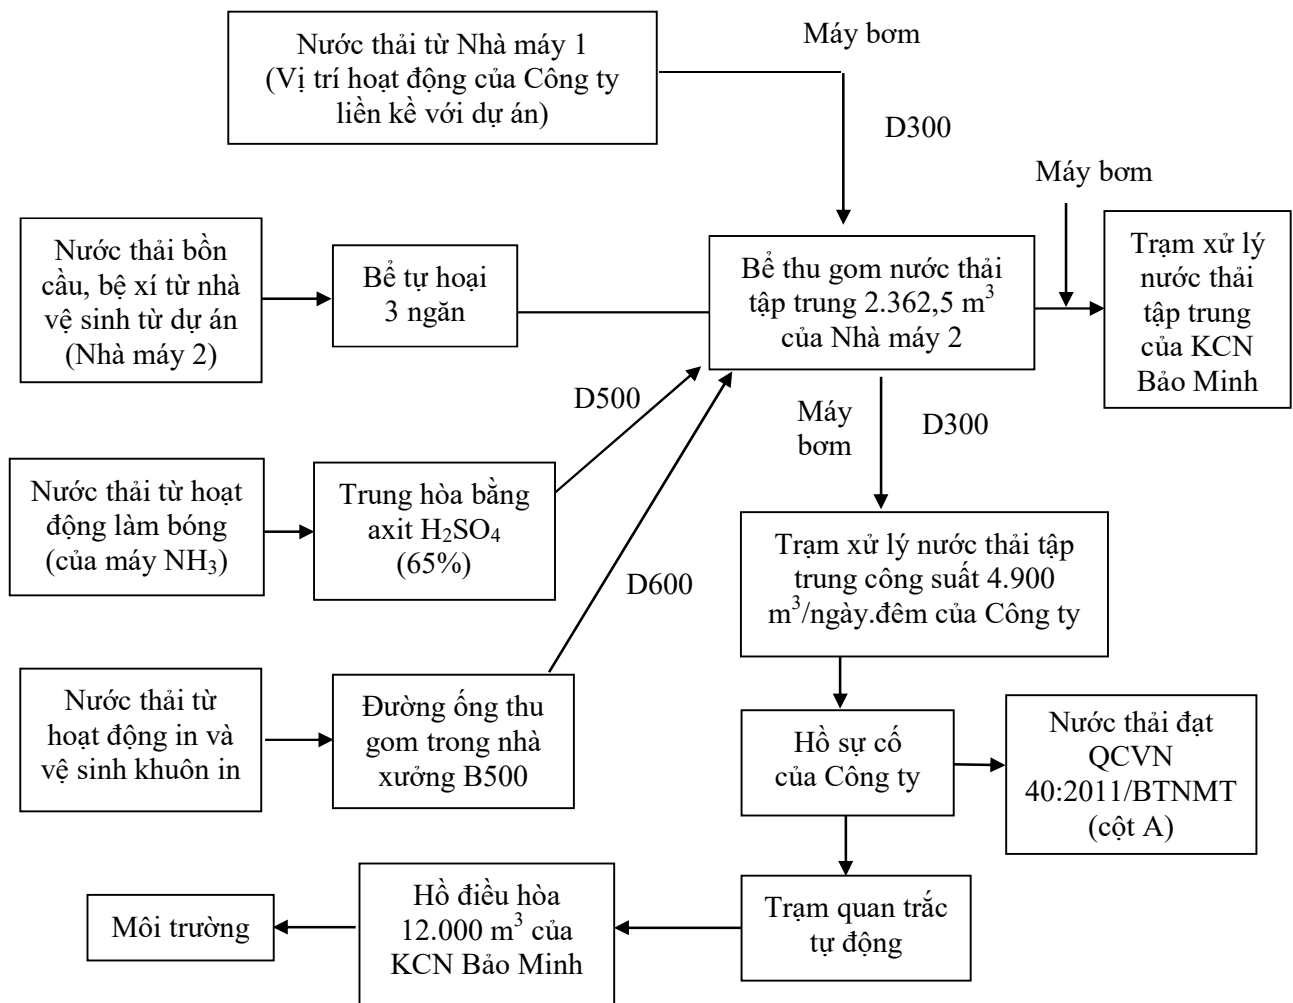 Nước thải từ Nhà máy 1
(Vị trí hoạt động của Công ty
liền kề với dự án)
Máy bơm
D300
Máy bơm
Nước thải bồn
cầu, bệ xí từ nhà
vệ sinh từ dự án
(Nhà máy 2)
Bể tự hoại
3 ngăn
Bể thu gom nước thải
tập trung 2.362,5 m³
của Nhà máy 2
Trạm xử lý
nước thải
tập trung
của KCN
Bảo Minh
D500
Máy
bơm
D300
Nước thải từ hoạt
động làm bóng
(của máy NH₃)
Trung hòa bằng
axit H₂SO₄
(65%)
D600
Trạm xử lý nước thải tập
trung công suất 4.900
m³/ngày.đêm của Công ty
Nước thải từ
hoạt động in và
vệ sinh khuôn in
Đường ống thu
gom trong nhà
xưởng B500
Hồ sự cố
của Công ty
Nước thải đạt
QCVN
40:2011/BTNMT
(cột A)
Môi trường
Hồ điều hòa
12.000 m³ của
KCN Bảo Minh
Trạm quan trắc
tự động